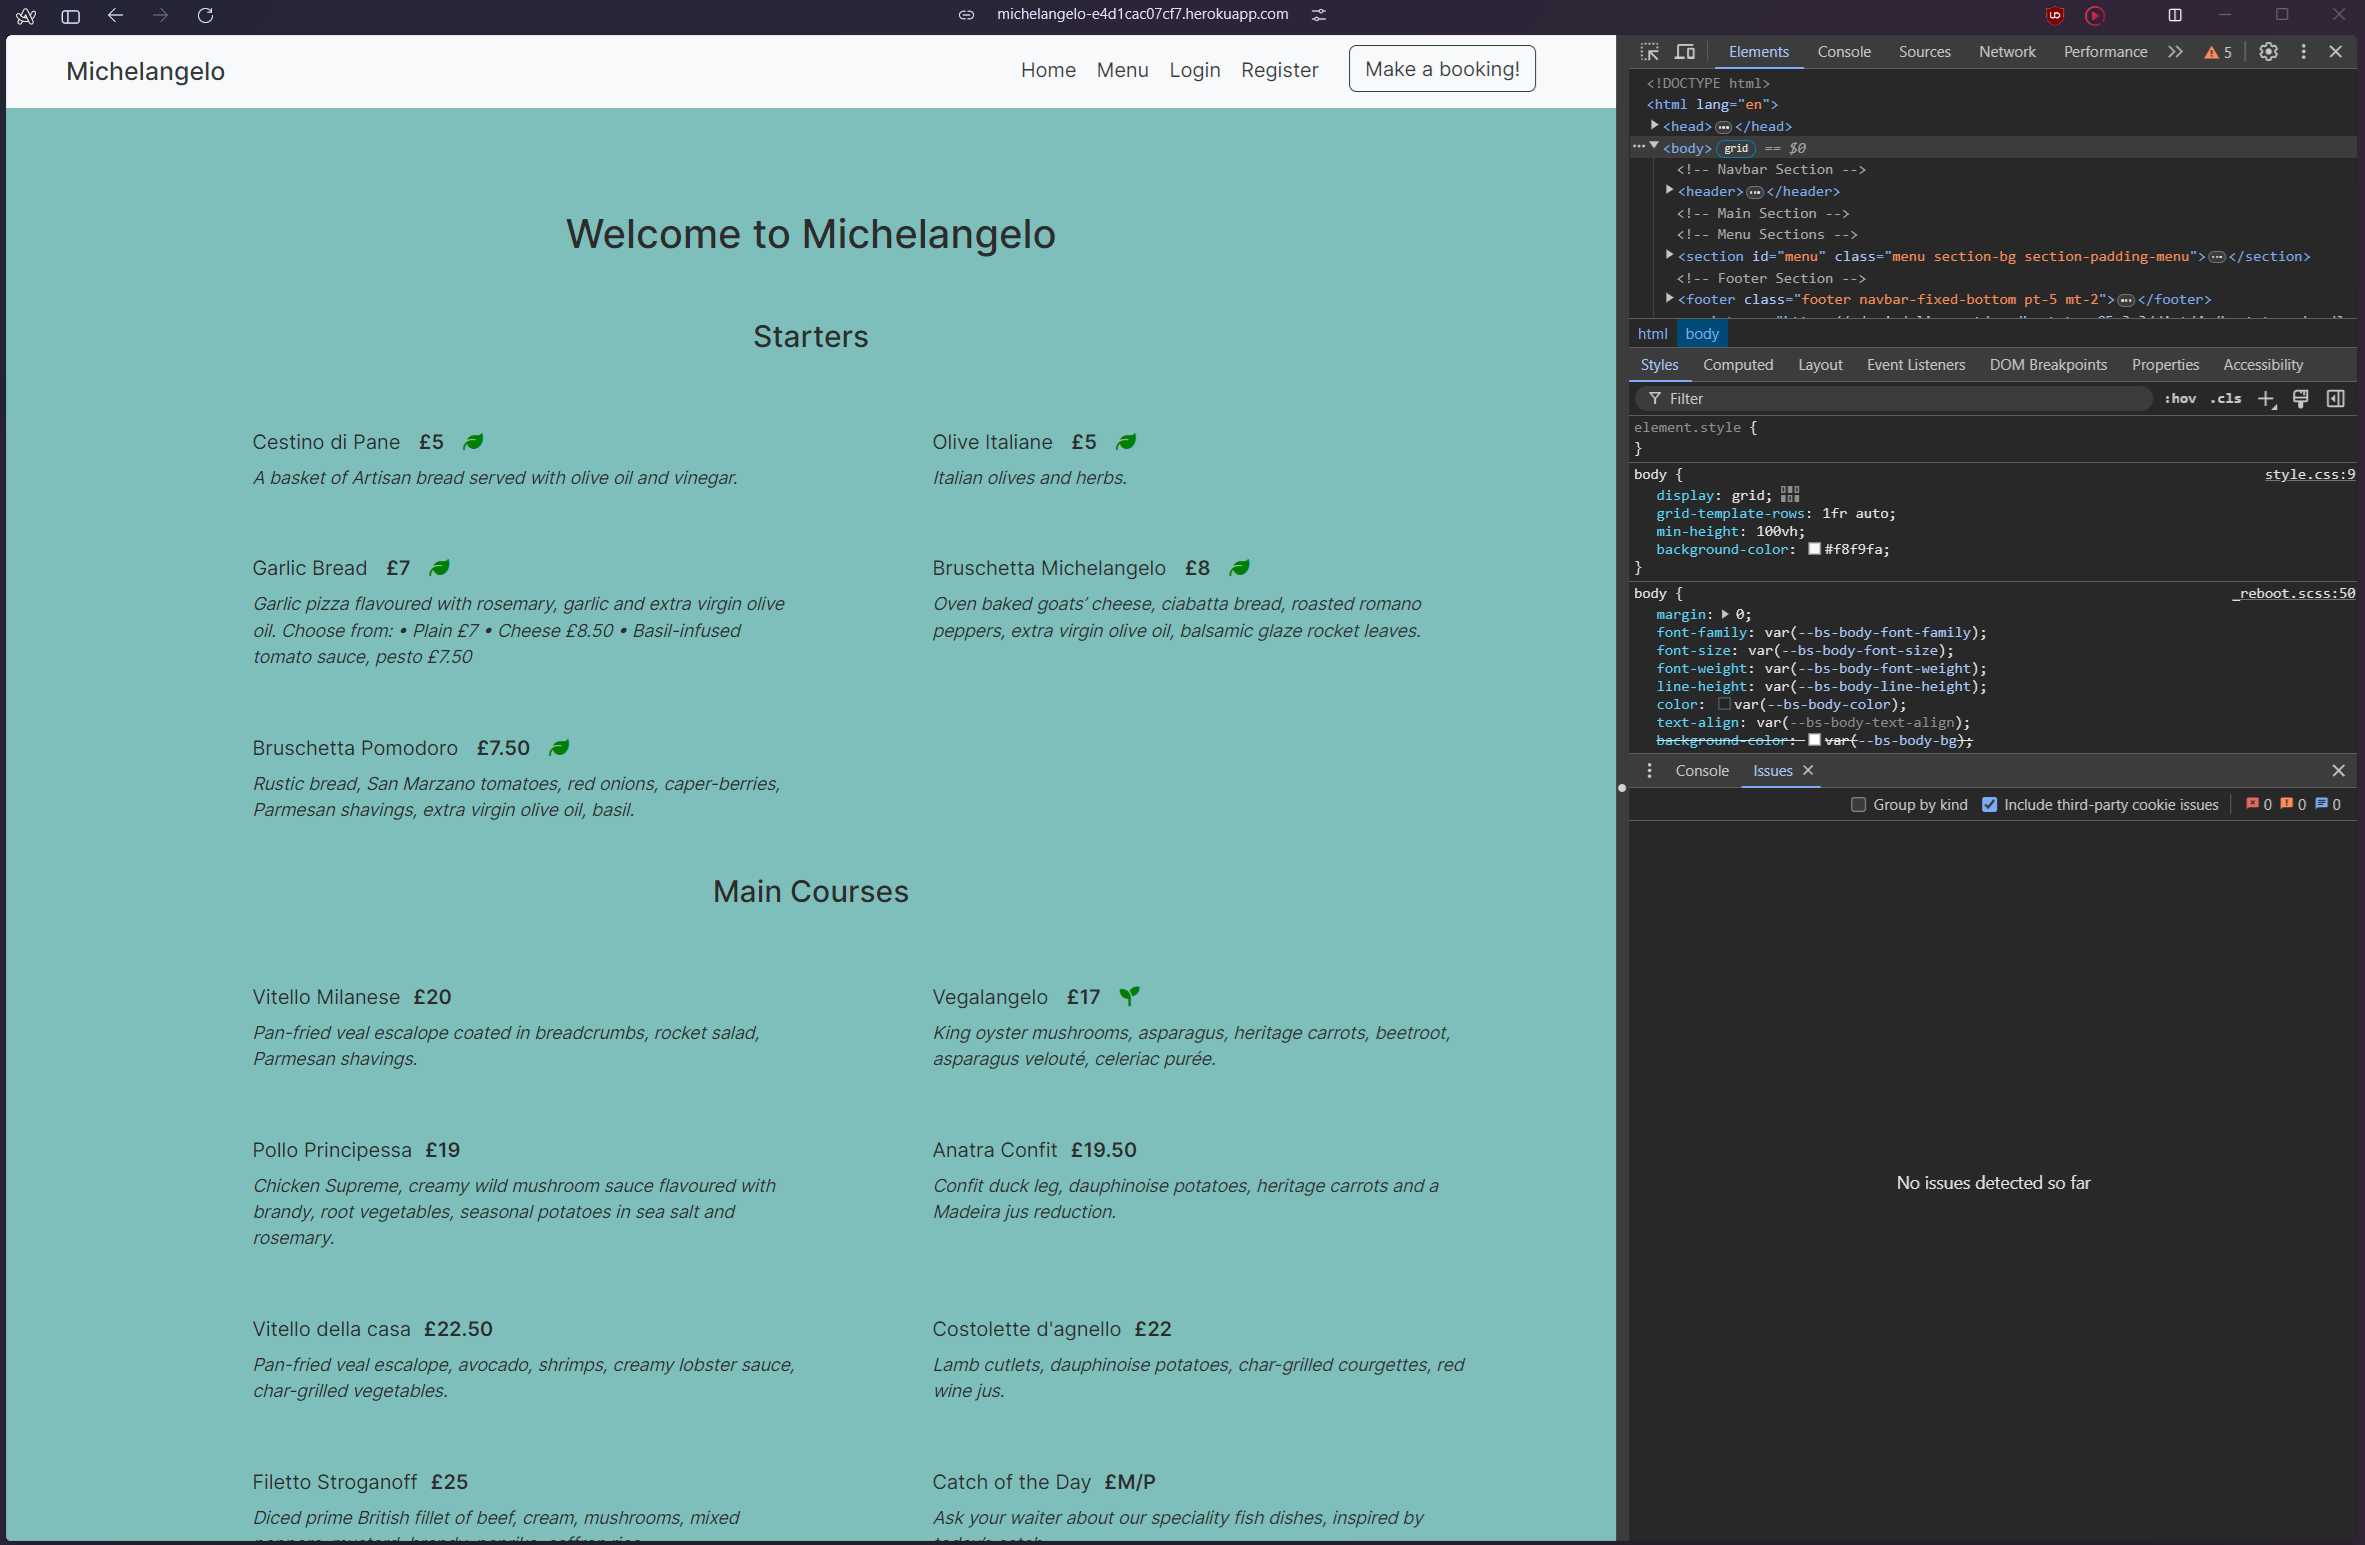 michelangelo-e4d1cac07cf7.herokuapp.com
Michelangelo
Home Menu Login Register Make a booking!
Welcome to Michelangelo
Starters
Cestino di Pane £5
A basket of Artisan bread served with olive oil and vinegar.
Olive Italiane £5
Italian olives and herbs.
Garlic Bread £7
Garlic pizza flavoured with rosemary, garlic and extra virgin olive
oil. Choose from: • Plain £7 • Cheese £8.50 • Basil-infused
tomato sauce, pesto £7.50
Bruschetta Michelangelo £8
Oven baked goats’ cheese, ciabatta bread, roasted romano
peppers, extra virgin olive oil, balsamic glaze rocket leaves.
Bruschetta Pomodoro £7.50
Rustic bread, San Marzano tomatoes, red onions, caper-berries,
Parmesan shavings, extra virgin olive oil, basil.
Main Courses
Vitello Milanese £20
Pan-fried veal escalope coated in breadcrumbs, rocket salad,
Parmesan shavings.
Vegalangelo £17
King oyster mushrooms, asparagus, heritage carrots, beetroot,
asparagus velouté, celeriac purée.
Pollo Principessa £19
Chicken Supreme, creamy wild mushroom sauce flavoured with
brandy, root vegetables, seasonal potatoes in sea salt and
rosemary.
Anatra Confit £19.50
Confit duck leg, dauphinoise potatoes, heritage carrots and a
Madeira jus reduction.
Vitello della casa £22.50
Pan-fried veal escalope, avocado, shrimps, creamy lobster sauce,
char-grilled vegetables.
Costolette d'agnello £22
Lamb cutlets, dauphinoise potatoes, char-grilled courgettes, red
wine jus.
Filetto Stroganoff £25
Diced prime British fillet of beef, cream, mushrooms, mixed
Catch of the Day £M/P
Ask your waiter about our speciality fish dishes, inspired by
Elements Console Sources Network Performance 5
<!DOCTYPE html>
<html lang="en">
<head>…</head>
<body> grid == $0
<!-- Navbar Section -->
<header>…</header>
<!-- Main Section -->
<!-- Menu Sections -->
<section id="menu" class="menu section-bg section-padding-menu">…</section>
<!-- Footer Section -->
<footer class="footer navbar-fixed-bottom pt-5 mt-2">…</footer>
html body
Styles Computed Layout Event Listeners DOM Breakpoints Properties Accessibility
Filter :hov .cls
element.style {
}
body { style.css:9
display: grid;
grid-template-rows: 1fr auto;
min-height: 100vh;
background-color: #f8f9fa;
}
body { _reboot.scss:50
margin: 0;
font-family: var(--bs-body-font-family);
font-size: var(--bs-body-font-size);
font-weight: var(--bs-body-font-weight);
line-height: var(--bs-body-line-height);
color: var(--bs-body-color);
text-align: var(--bs-body-text-align);
background-color: var(--bs-body-bg);
Console Issues
Group by kind Include third-party cookie issues 0 0 0
No issues detected so far